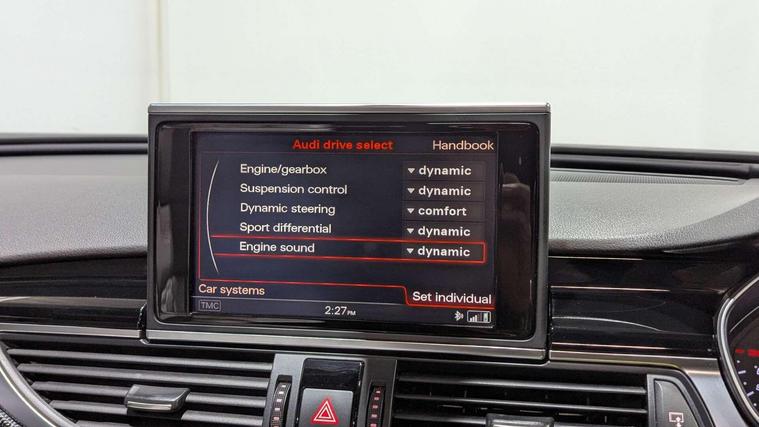 Audi drive select Handbook
Engine/gearbox dynamic
Suspension control dynamic
Dynamic steering comfort
Sport differential dynamic
Engine sound dynamic
Car systems Set individual
TMC 2:27PM